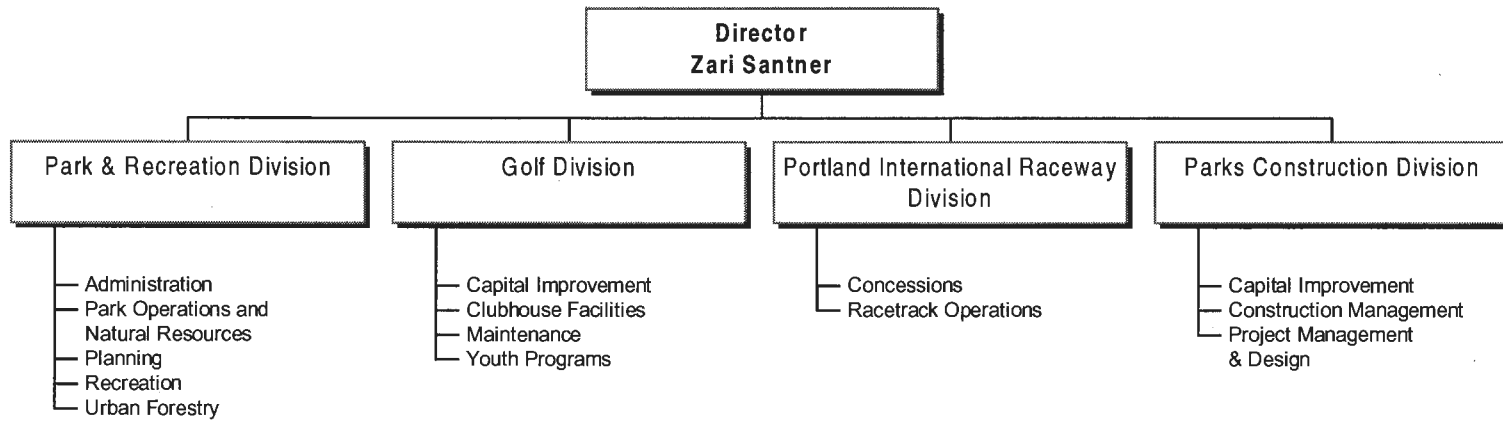 Director
Zari Santner
Park & Recreation Division
Golf Division
Portland International Raceway
Division
Parks Construction Division
Administration
Park Operations and
Natural Resources
Planning
Recreation
Urban Forestry
Capital Improvement
Clubhouse Facilities
Maintenance
Youth Programs
Concessions
Racetrack Operations
Capital Improvement
Construction Management
Project Management
& Design